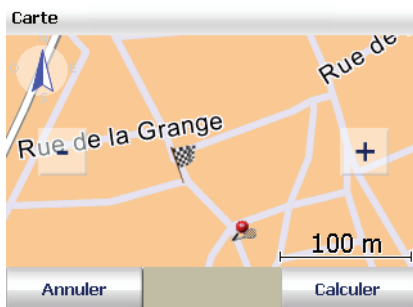 Carte
Rue de
Rue de la Grange
-
+
100 m
Annuler
Calculer